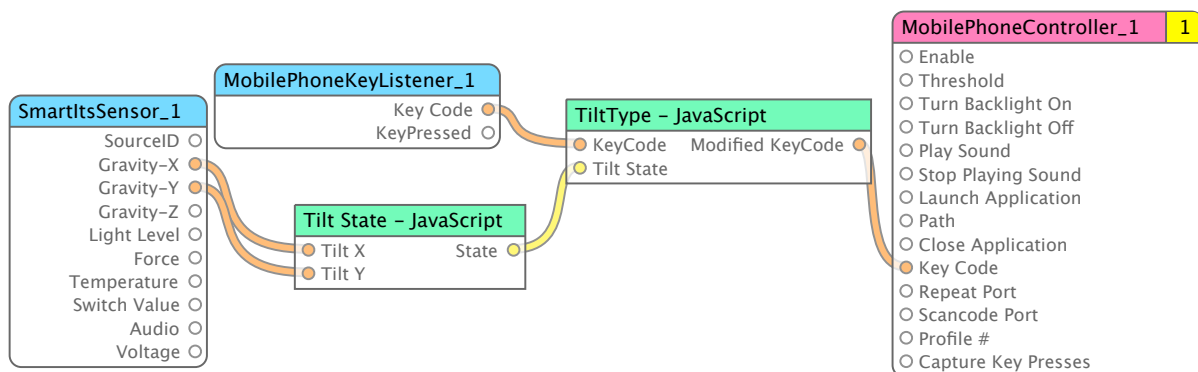 SmartItsSensor_1
SourceID
Gravity-X
Gravity-Y
Gravity-Z
Light Level
Force
Temperature
Switch Value
Audio
Voltage
MobilePhoneKeyListener_1
Key Code
KeyPressed
Tilt State - JavaScript
Tilt X State
Tilt Y
TiltType - JavaScript
KeyCode Modified KeyCode
Tilt State
MobilePhoneController_1 1
Enable
Threshold
Turn Backlight On
Turn Backlight Off
Play Sound
Stop Playing Sound
Launch Application
Path
Close Application
Key Code
Repeat Port
Scancode Port
Profile #
Capture Key Presses